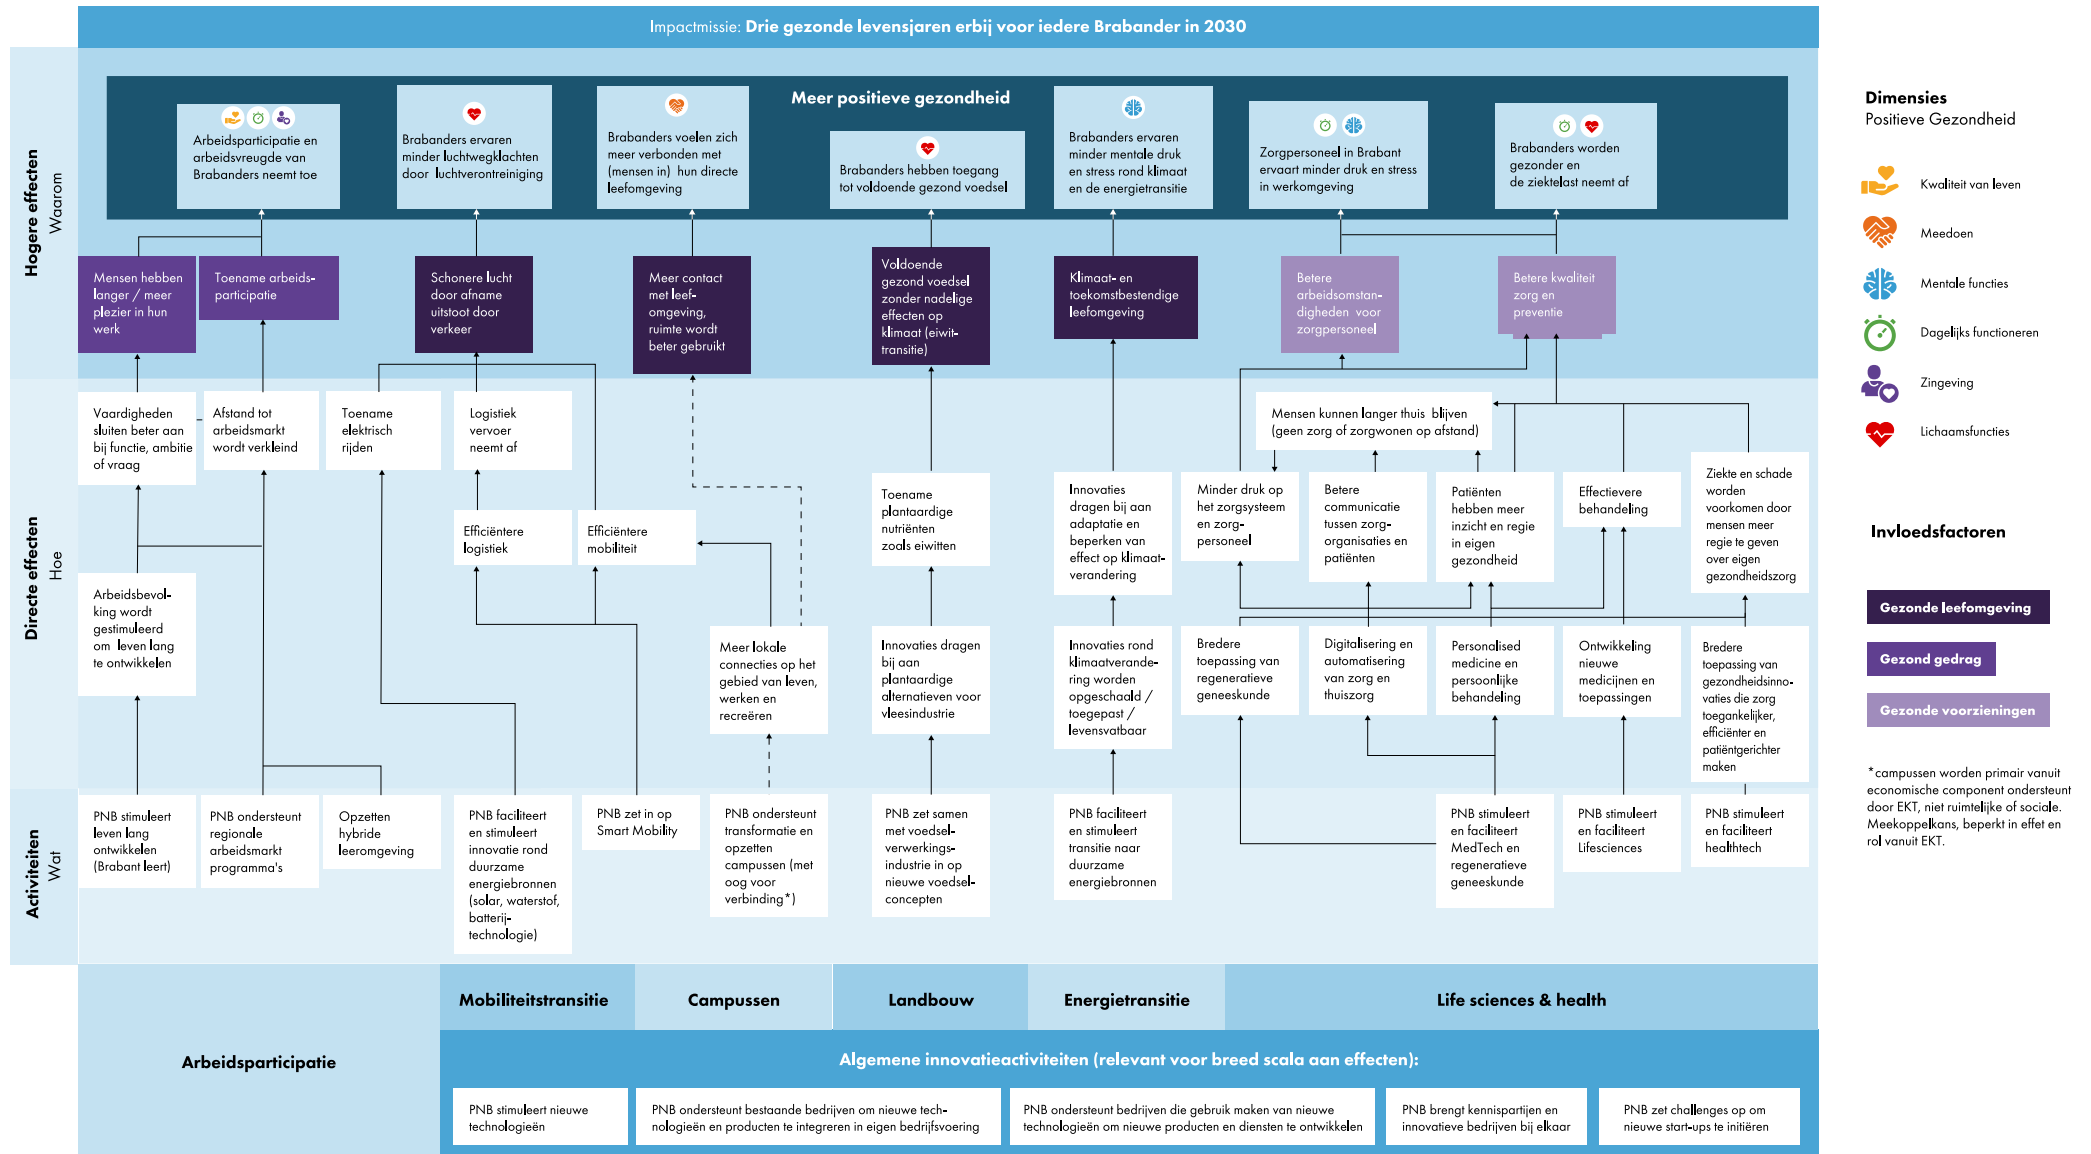 Impactmissie: Drie gezonde levensjaren erbij voor iedere Brabander in 2030
Hogere effecten
Waarom
Meer positieve gezondheid
Arbeidsparticipatie en
arbeidsvreugde van
Brabanders neemt toe
Brabanders ervaren
minder luchtwegklachten
door luchtverontreiniging
Brabanders voelen zich
meer verbonden met
(mensen in) hun directe
leefomgeving
Brabanders hebben toegang
tot voldoende gezond voedsel
Brabanders ervaren
minder mentale druk
en stress rond klimaat
en de energietransitie
Zorgpersoneel in Brabant
ervaart minder druk en stress
in werkomgeving
Brabanders worden
gezonder en
de ziektelast neemt af
Mensen hebben
langer / meer
plezier in hun
werk
Toename arbeids-
participatie
Schonere lucht
door afname
uitstoot door
verkeer
Meer contact
met leef-
omgeving,
ruimte wordt
beter gebruikt
Voldoende
gezond voedsel
zonder nadelige
effecten op
klimaat (eiwit-
transitie)
Klimaat- en
toekomstbestendige
leefomgeving
Betere
arbeidsomstan-
digheden voor
zorgpersoneel
Betere kwaliteit
zorg en
preventie
Directe effecten
Hoe
Vaardigheden
sluiten beter aan
bij functie, ambitie
of vraag
Afstand tot
arbeidsmarkt
wordt verkleind
Toename
elektrisch
rijden
Logistiek
vervoer
neemt af
Mensen kunnen langer thuis blijven
(geen zorg of zorgwonen op afstand)
Efficiëntere
logistiek
Efficiëntere
mobiliteit
Toename
plantaardige
nutriënten
zoals eiwitten
Innovaties
dragen bij aan
adaptatie en
beperken van
effect op klimaat-
verandering
Minder druk op
het zorgsysteem
en zorg-
personeel
Betere
communicatie
tussen zorg-
organisaties en
patiënten
Patiënten
hebben meer
inzicht en regie
in eigen
gezondheid
Effectievere
behandeling
Ziekte en schade
worden
voorkomen door
mensen meer
regie te geven
over eigen
gezondheidszorg
Arbeidsbevol-
king wordt
gestimuleerd
om leven lang
te ontwikkelen
Meer lokale
connecties op het
gebied van leven,
werken en
recreëren
Innovaties dragen
bij aan
plantaardige
alternatieven voor
vleesindustrie
Innovaties rond
klimaatverande-
ring worden
opgeschaald /
toegepast /
levensvatbaar
Bredere
toepassing van
regeneratieve
geneeskunde
Digitalisering en
automatisering
van zorg en
thuiszorg
Personalised
medicine en
persoonlijke
behandeling
Ontwikkeling
nieuwe
medicijnen en
toepassingen
Bredere
toepassing van
gezondheidsinno-
vaties die zorg
toegankelijker,
efficiënter en
patiëntgerichter
maken
Activiteiten
Wat
PNB stimuleert
leven lang
ontwikkelen
(Brabant leert)
PNB ondersteunt
regionale
arbeidsmarkt
programma's
Opzetten
hybride
leeromgeving
PNB faciliteert
en stimuleert
innovatie rond
duurzame
energiebronnen
(solar, waterstof,
batterij-
technologie)
PNB zet in op
Smart Mobility
PNB ondersteunt
transformatie en
opzetten
campussen (met
oog voor
verbinding*)
PNB zet samen
met voedsel-
verwerkings-
industrie in op
nieuwe voedsel-
concepten
PNB faciliteert
en stimuleert
transitie naar
duurzame
energiebronnen
PNB stimuleert
en faciliteert
MedTech en
regeneratieve
geneeskunde
PNB stimuleert
en faciliteert
Lifesciences
PNB stimuleert
en faciliteert
healthtech
Arbeidsparticipatie
Mobiliteitstransitie
Campussen
Landbouw
Energietransitie
Life sciences & health
Algemene innovatieactiviteiten (relevant voor breed scala aan effecten):
PNB stimuleert nieuwe
technologieën
PNB ondersteunt bestaande bedrijven om nieuwe tech-
nologieën en producten te integreren in eigen bedrijfsvoering
PNB ondersteunt bedrijven die gebruik maken van nieuwe
technologieën om nieuwe producten en diensten te ontwikkelen
PNB brengt kennispartijen en
innovatieve bedrijven bij elkaar
PNB zet challenges op om
nieuwe start-ups te initiëren
Dimensies
Positieve Gezondheid
Kwaliteit van leven
Meedoen
Mentale functies
Dagelijks functioneren
Zingeving
Lichaamsfuncties
Invloedsfactoren
Gezonde leefomgeving
Gezond gedrag
Gezonde voorzieningen
*campussen worden primair vanuit
economische component ondersteunt
door EKT, niet ruimtelijke of sociale.
Meekoppelkans, beperkt in effet en
rol vanuit EKT.